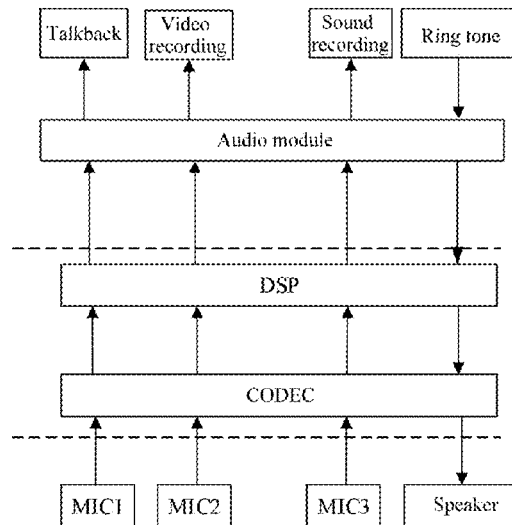 Talkback
Video
recording
Sound
recording
Ring tone
Audio module
DSP
CODEC
MIC1
MIC2
MIC3
Speaker